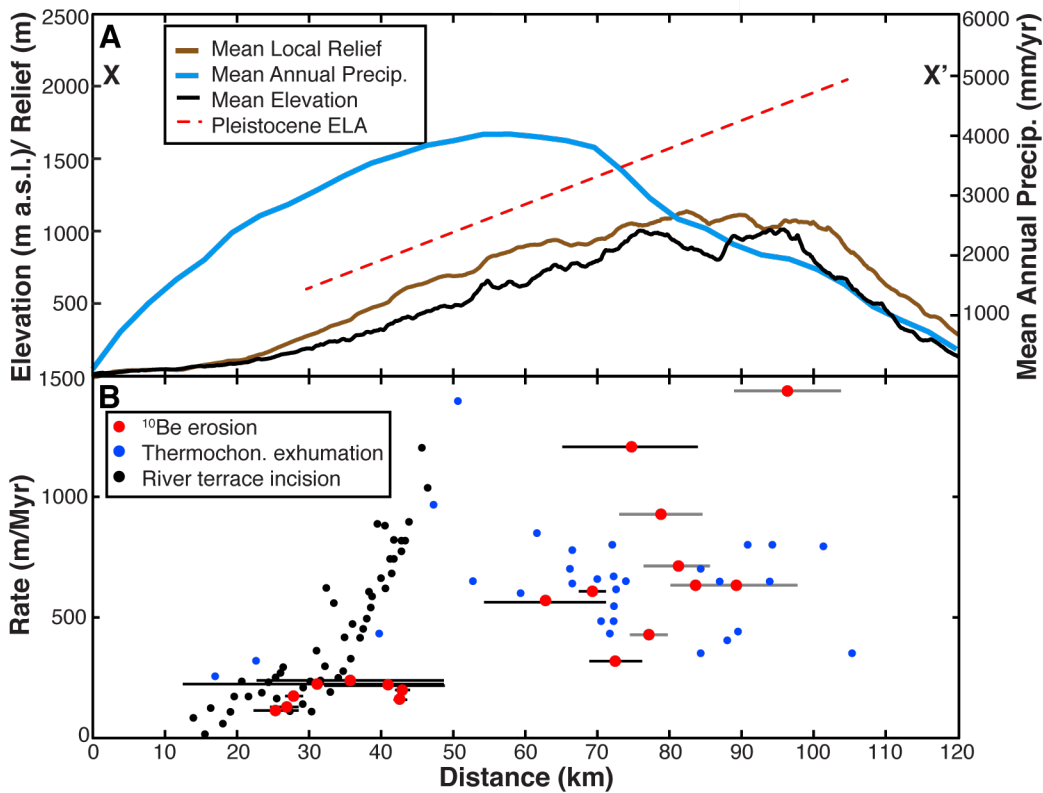 A
X
X'
Mean Local Relief
Mean Annual Precip.
Mean Elevation
Pleistocene ELA
Elevation (m a.s.l.)/ Relief (m)
2500
2000
1500
1000
500
Mean Annual Precip. (mm/yr)
6000
5000
4000
3000
2000
1000
B
¹⁰Be erosion
Thermochon. exhumation
River terrace incision
Rate (m/Myr)
1500
1000
500
0
0 10 20 30 40 50 60 70 80 90 100 110 120
Distance (km)